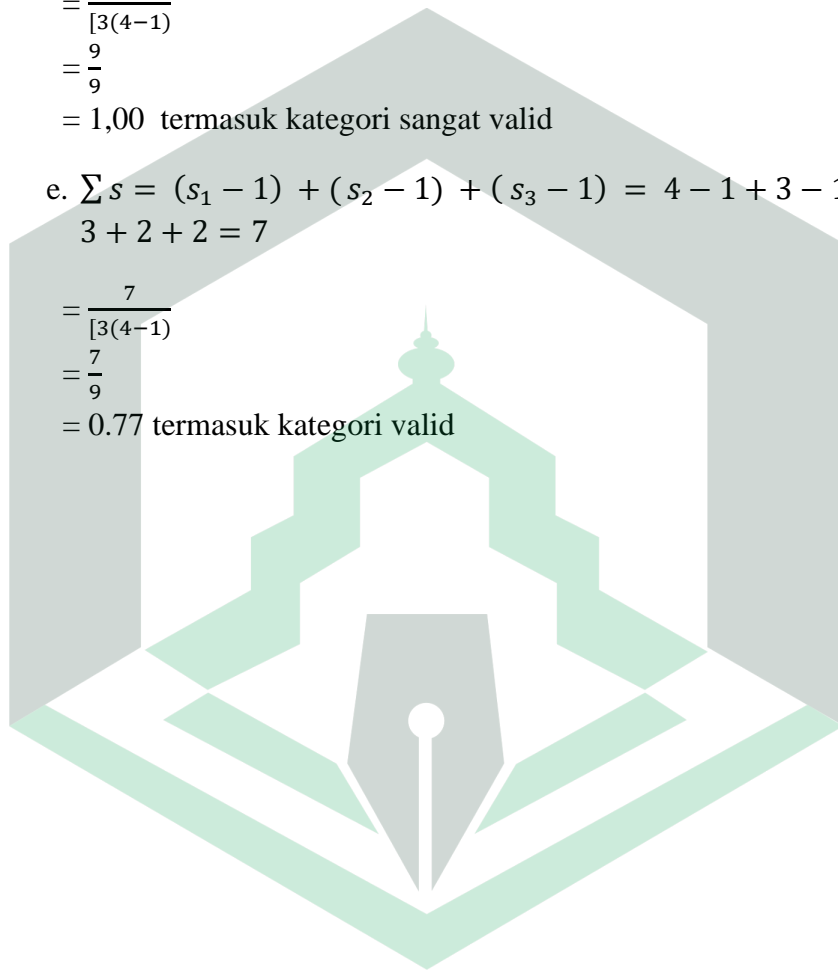 = [3(4−1)
= 9/9
= 1,00 termasuk kategori sangat valid
e. ∑ s = (s₁ − 1) + (s₂ − 1) + (s₃ − 1) = 4 − 1 + 3 − 1
3 + 2 + 2 = 7
= 7/[3(4−1)
= 7/9
= 0.77 termasuk kategori valid